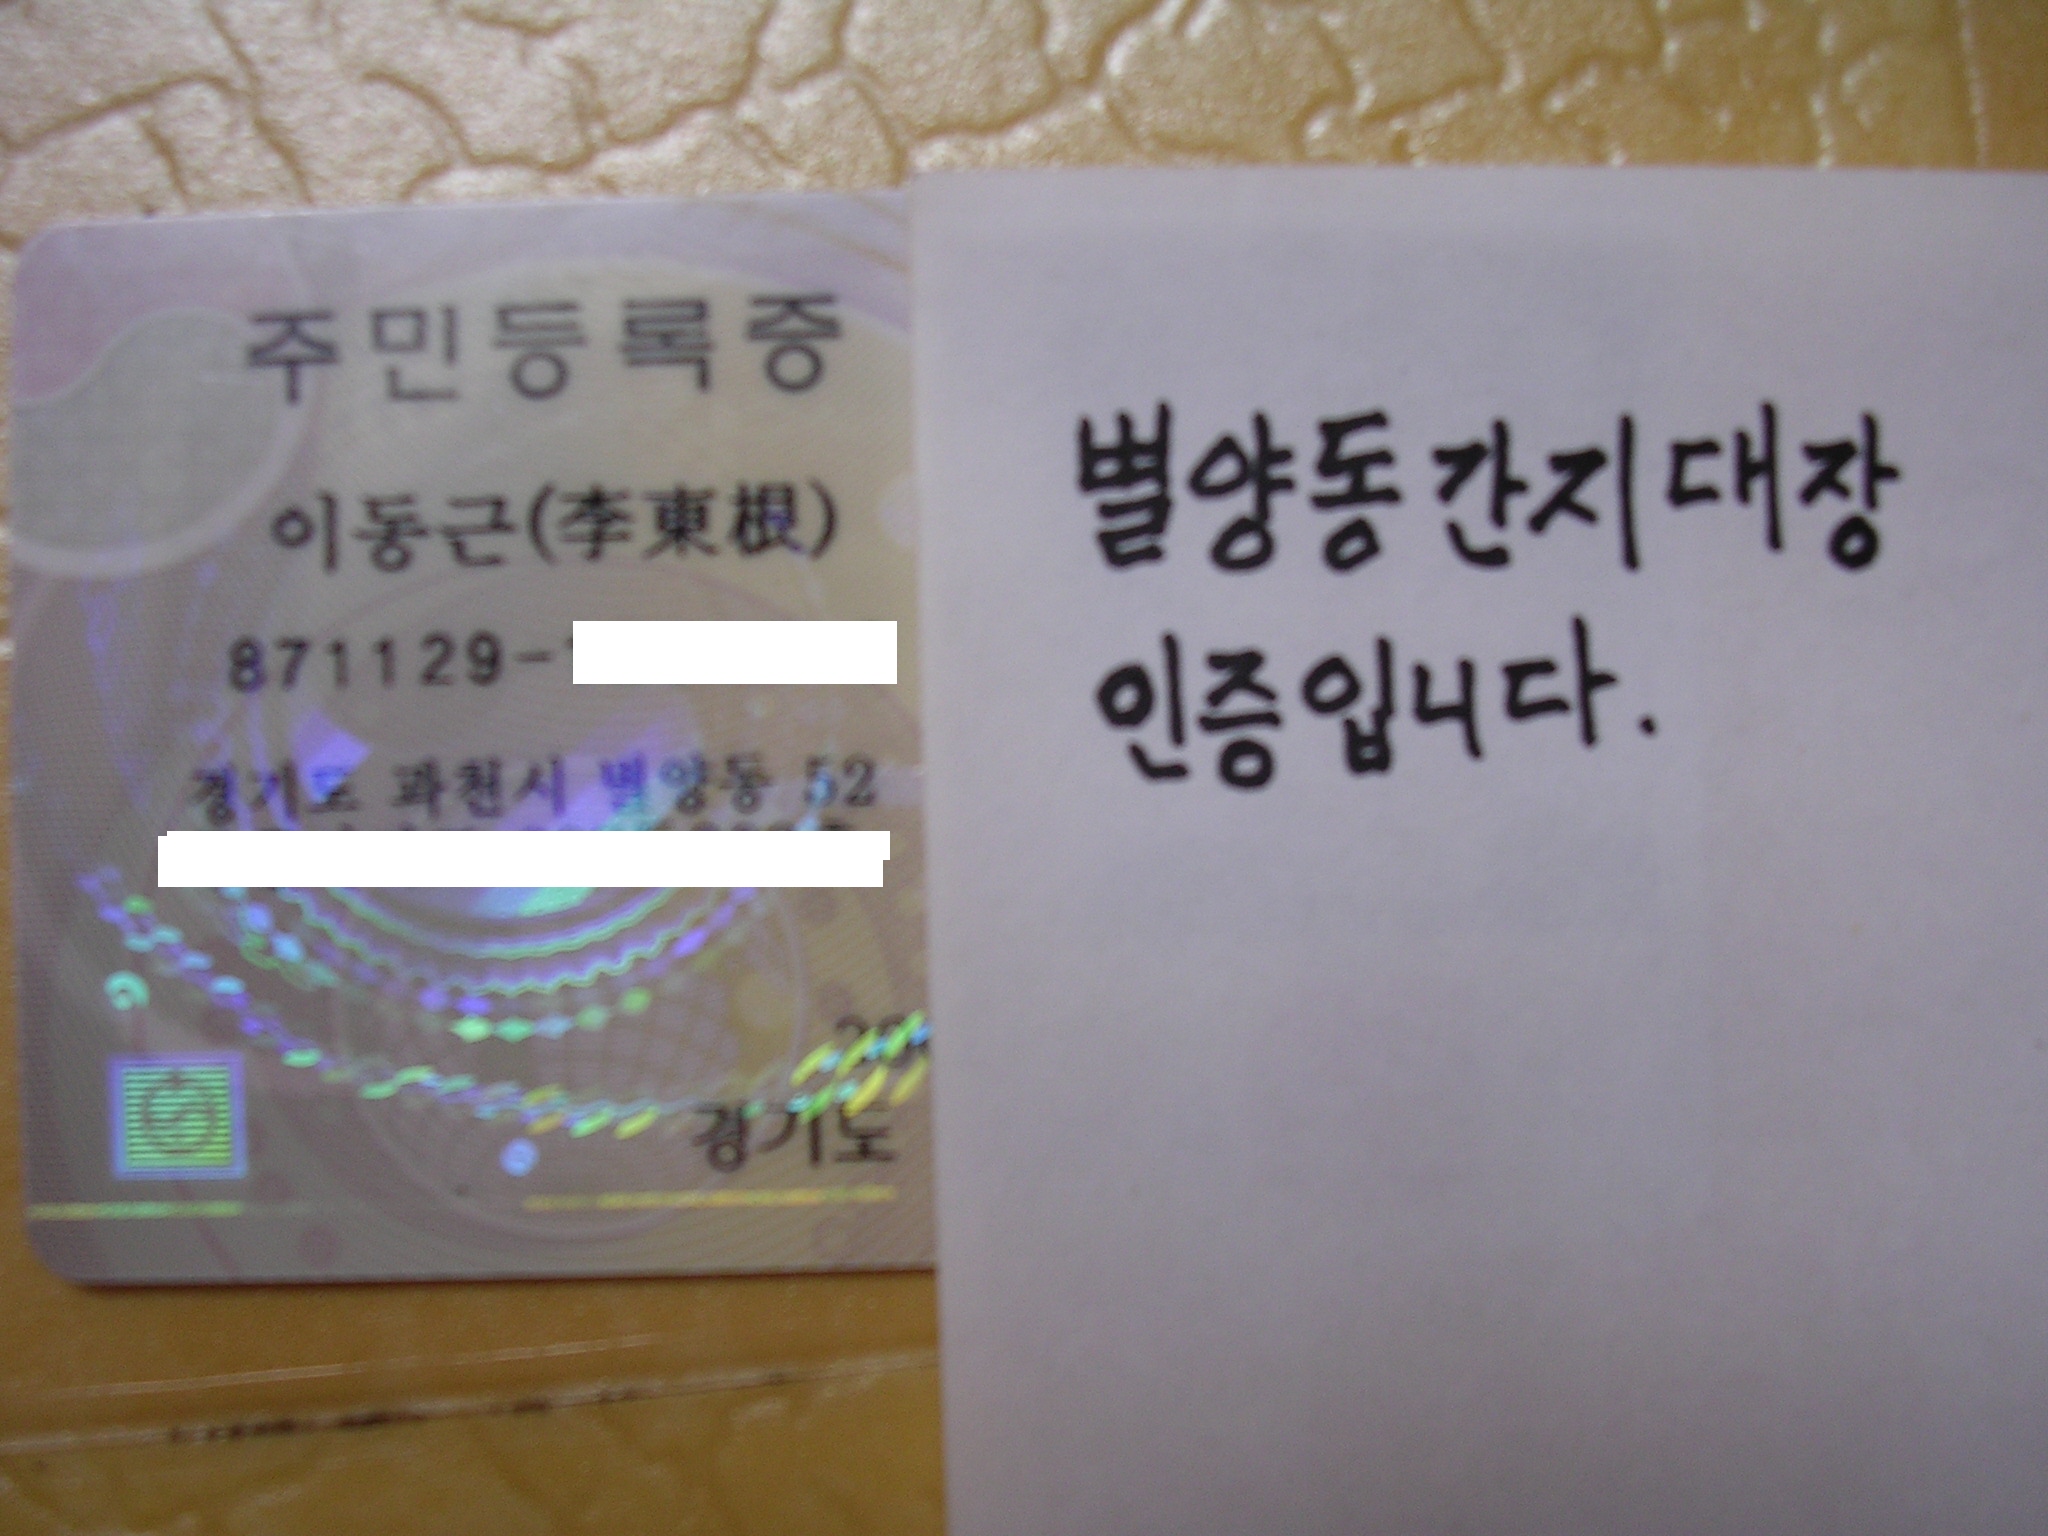 주민등록증
이동근(李東根)
871129-
경기도 과천시 별양동 52
경기도
별양동간지대장
인증입니다.